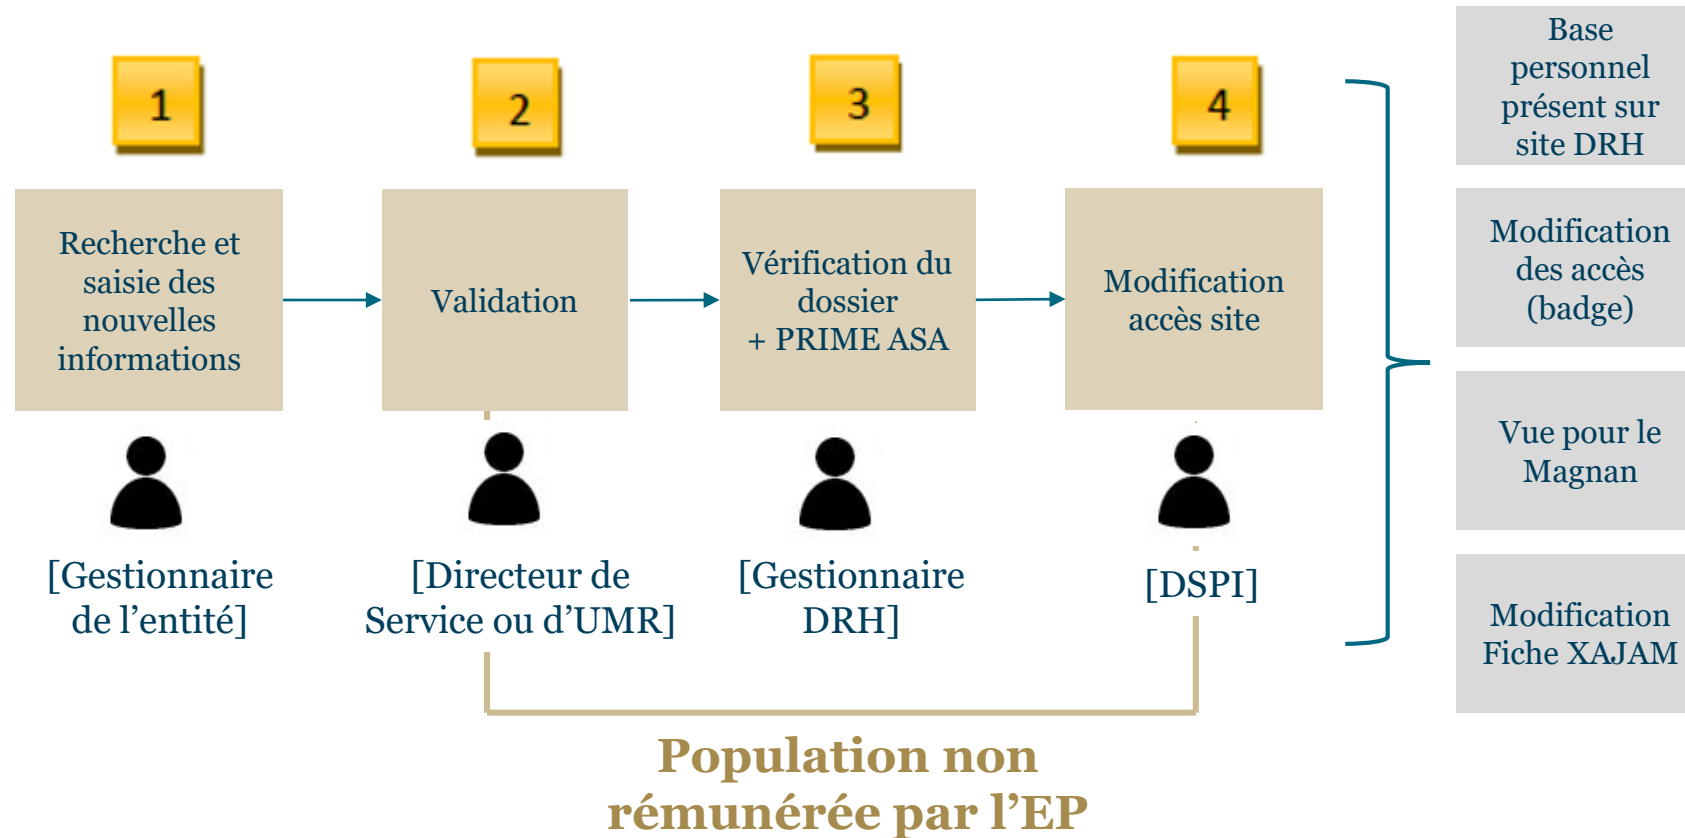 1
2
3
4
Recherche et
saisie des
nouvelles
informations
Validation
Vérification du
dossier
+ PRIME ASA
Modification
accès site
[Gestionnaire
de l’entité]
[Directeur de
Service ou d’UMR]
[Gestionnaire
DRH]
[DSPI]
Population non
rémunérée par l’EP
Base
personnel
présent sur
site DRH
Modification
des accès
(badge)
Vue pour le
Magnan
Modification
Fiche XAJAM